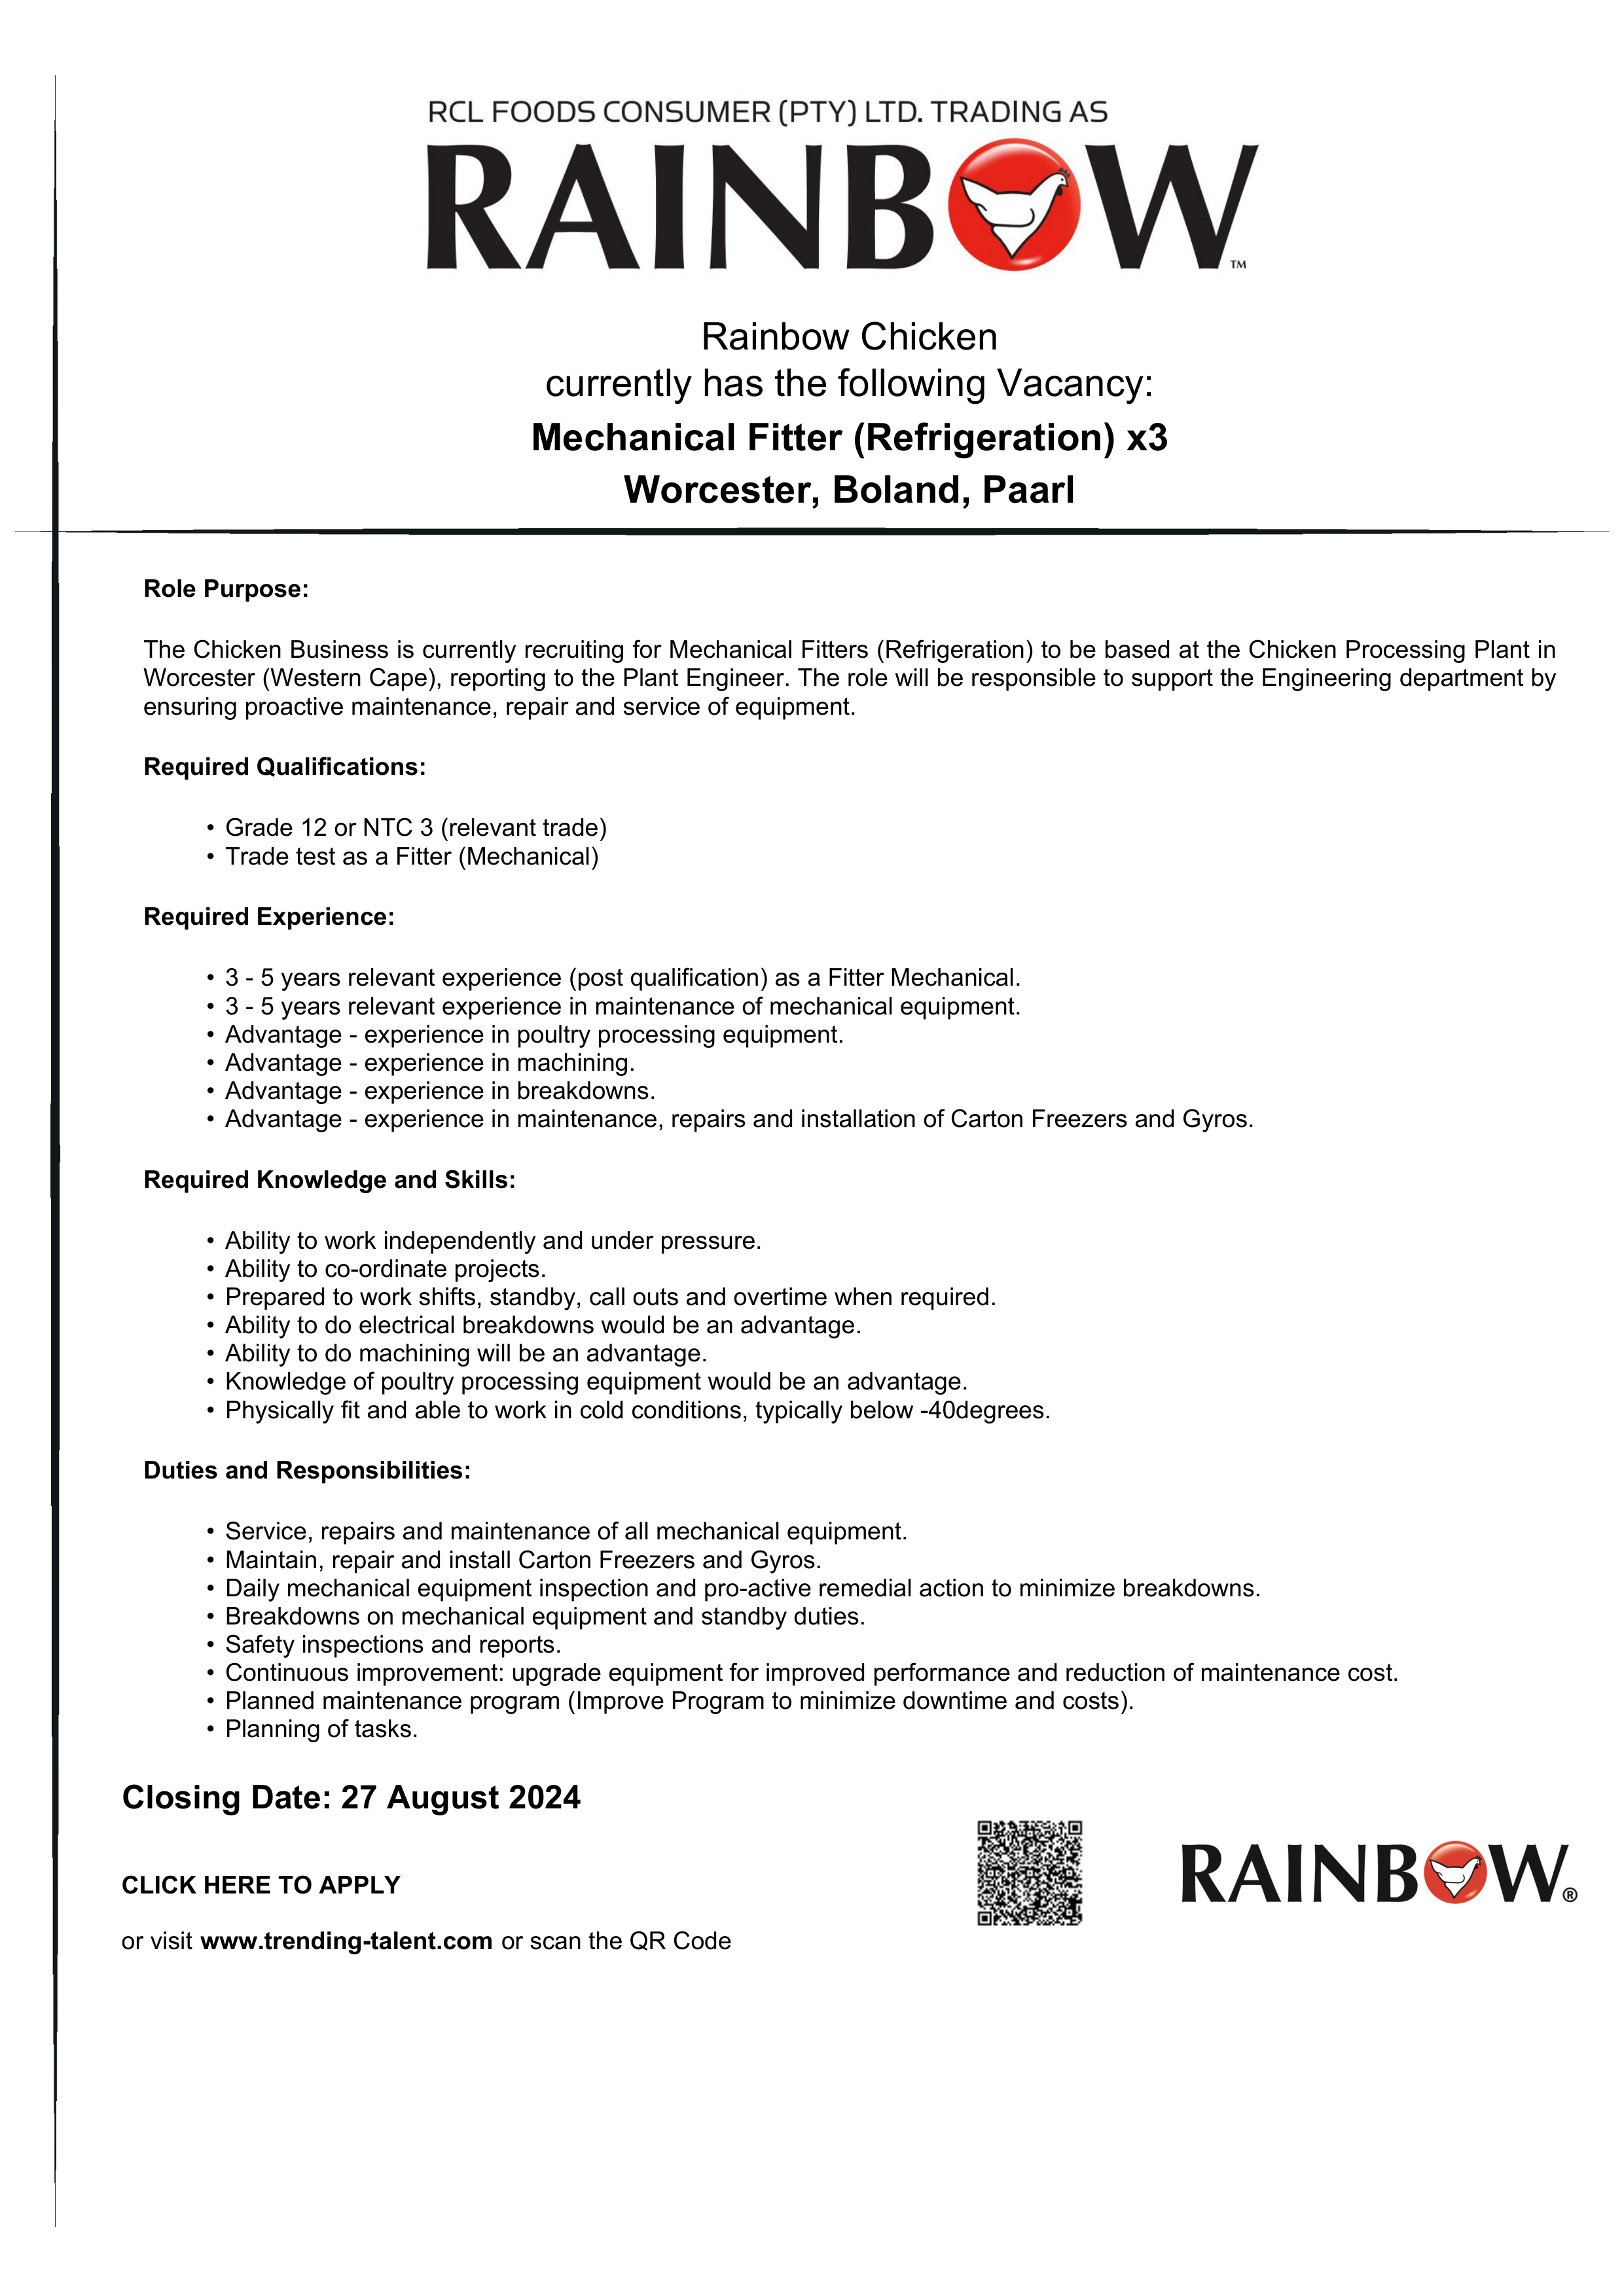 RCL FOODS CONSUMER (PTY) LTD. TRADING AS
RAINBOW™
Rainbow Chicken
currently has the following Vacancy:
Mechanical Fitter (Refrigeration) x3
Worcester, Boland, Paarl
Role Purpose:
The Chicken Business is currently recruiting for Mechanical Fitters (Refrigeration) to be based at the Chicken Processing Plant in
Worcester (Western Cape), reporting to the Plant Engineer. The role will be responsible to support the Engineering department by
ensuring proactive maintenance, repair and service of equipment.
Required Qualifications:
• Grade 12 or NTC 3 (relevant trade)
• Trade test as a Fitter (Mechanical)
Required Experience:
• 3 - 5 years relevant experience (post qualification) as a Fitter Mechanical.
• 3 - 5 years relevant experience in maintenance of mechanical equipment.
• Advantage - experience in poultry processing equipment.
• Advantage - experience in machining.
• Advantage - experience in breakdowns.
• Advantage - experience in maintenance, repairs and installation of Carton Freezers and Gyros.
Required Knowledge and Skills:
• Ability to work independently and under pressure.
• Ability to co-ordinate projects.
• Prepared to work shifts, standby, call outs and overtime when required.
• Ability to do electrical breakdowns would be an advantage.
• Ability to do machining will be an advantage.
• Knowledge of poultry processing equipment would be an advantage.
• Physically fit and able to work in cold conditions, typically below -40degrees.
Duties and Responsibilities:
• Service, repairs and maintenance of all mechanical equipment.
• Maintain, repair and install Carton Freezers and Gyros.
• Daily mechanical equipment inspection and pro-active remedial action to minimize breakdowns.
• Breakdowns on mechanical equipment and standby duties.
• Safety inspections and reports.
• Continuous improvement: upgrade equipment for improved performance and reduction of maintenance cost.
• Planned maintenance program (Improve Program to minimize downtime and costs).
• Planning of tasks.
Closing Date: 27 August 2024
CLICK HERE TO APPLY
or visit www.trending-talent.com or scan the QR Code
RAINBOW®